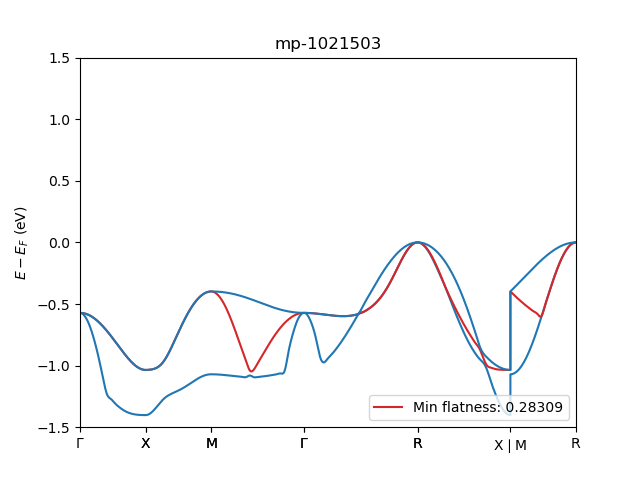 mp-1021503
1.5
1.0
0.5
0.0
−0.5
−1.0
−1.5
E − E_F (eV)
Min flatness: 0.28309
Γ X M Γ R X | M R